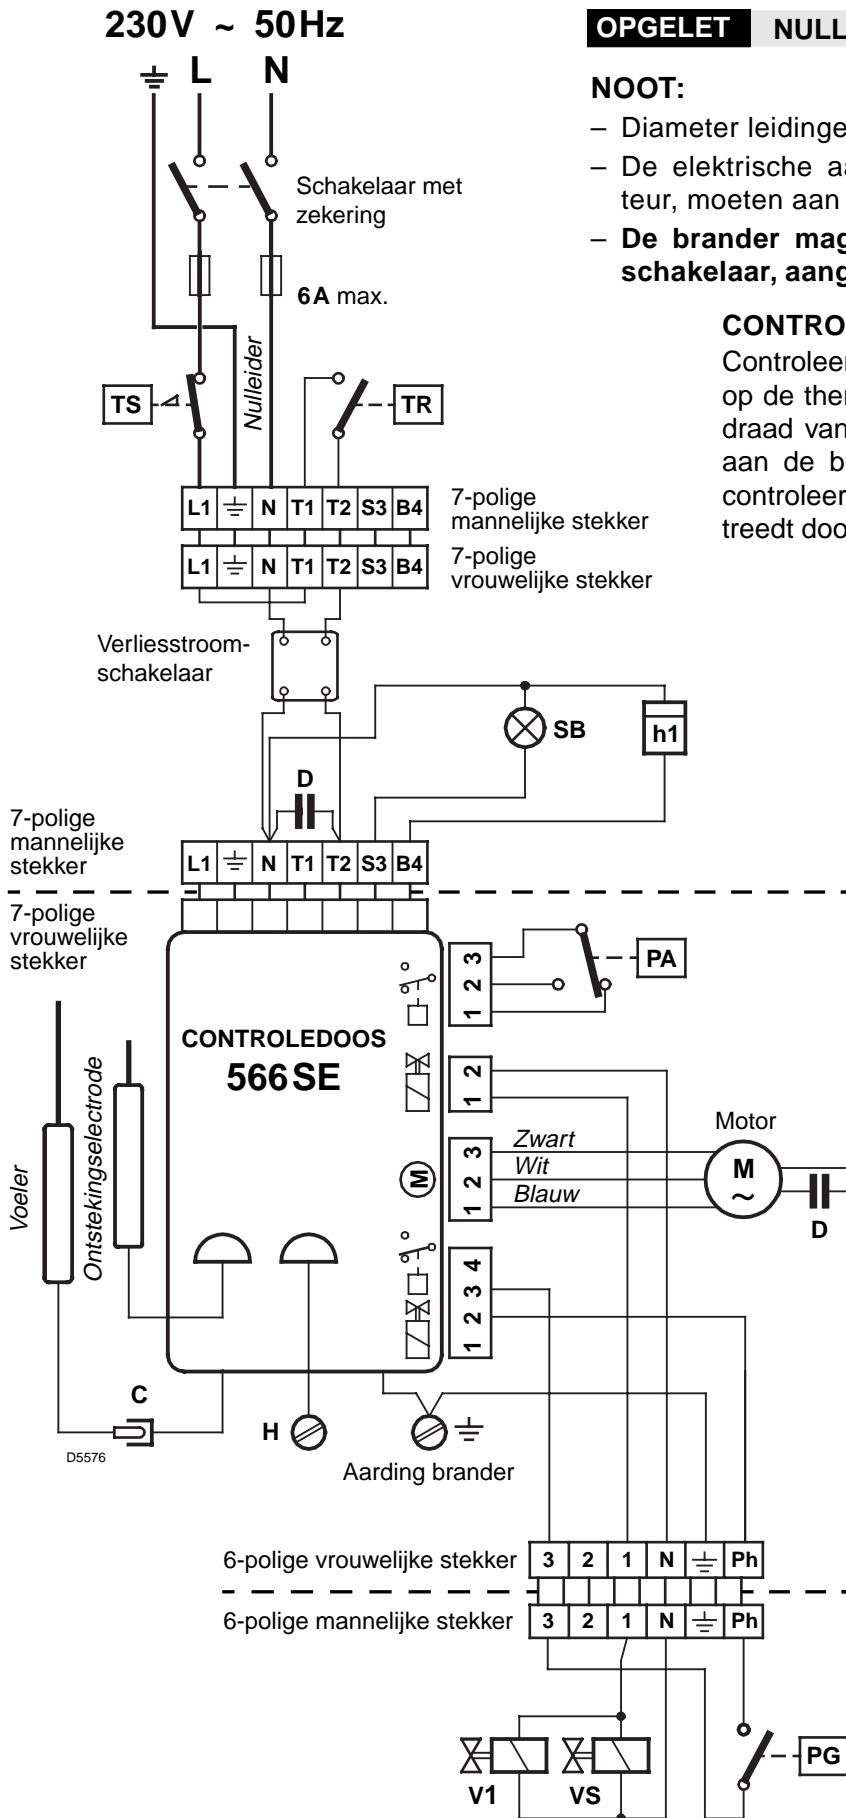 230V ~ 50Hz
L N
OPGELET NULL
NOOT:
– Diameter leidinge
– De elektrische aa
teur, moeten aan
– De brander mag
schakelaar, aang
Schakelaar met
zekering
6A max.
CONTRO
Controleer
op de ther
draad van
aan de b
controleer
treedt doo
Nulleider
TS
TR
L1 N T1 T2 S3 B4
7-polige
mannelijke stekker
L1 N T1 T2 S3 B4
7-polige
vrouwelijke stekker
Verliesstroom-
schakelaar
SB
h1
D
7-polige
mannelijke
stekker
L1 N T1 T2 S3 B4
7-polige
vrouwelijke
stekker
3
2
1
PA
CONTROLEDOOS
566SE
2
1
Voeler
Ontstekingselectrode
M
3
2
1
Zwart
Wit
Blauw
Motor
M
~
D
4
3
2
1
C
H
D5576
Aarding brander
6-polige vrouwelijke stekker 3 2 1 N Ph
6-polige mannelijke stekker 3 2 1 N Ph
PG
V1 VS